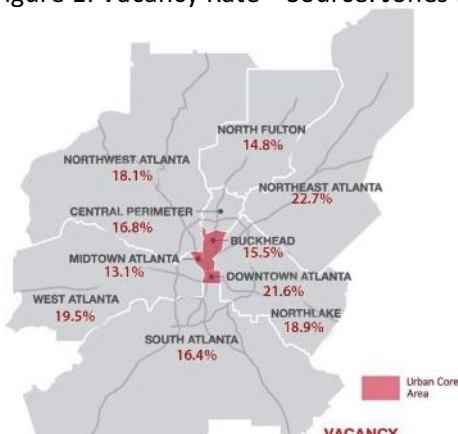 Figure 1: Vacancy Rate - Source: Jones
NORTH FULTON
14.8%
NORTHWEST ATLANTA
18.1%
NORTHEAST ATLANTA
22.7%
CENTRAL PERIMETER
16.8%
BUCKHEAD
15.5%
MIDTOWN ATLANTA
13.1%
DOWNTOWN ATLANTA
21.6%
WEST ATLANTA
19.5%
NORTHLAKE
18.9%
SOUTH ATLANTA
16.4%
Urban Core
Area
VACANCY